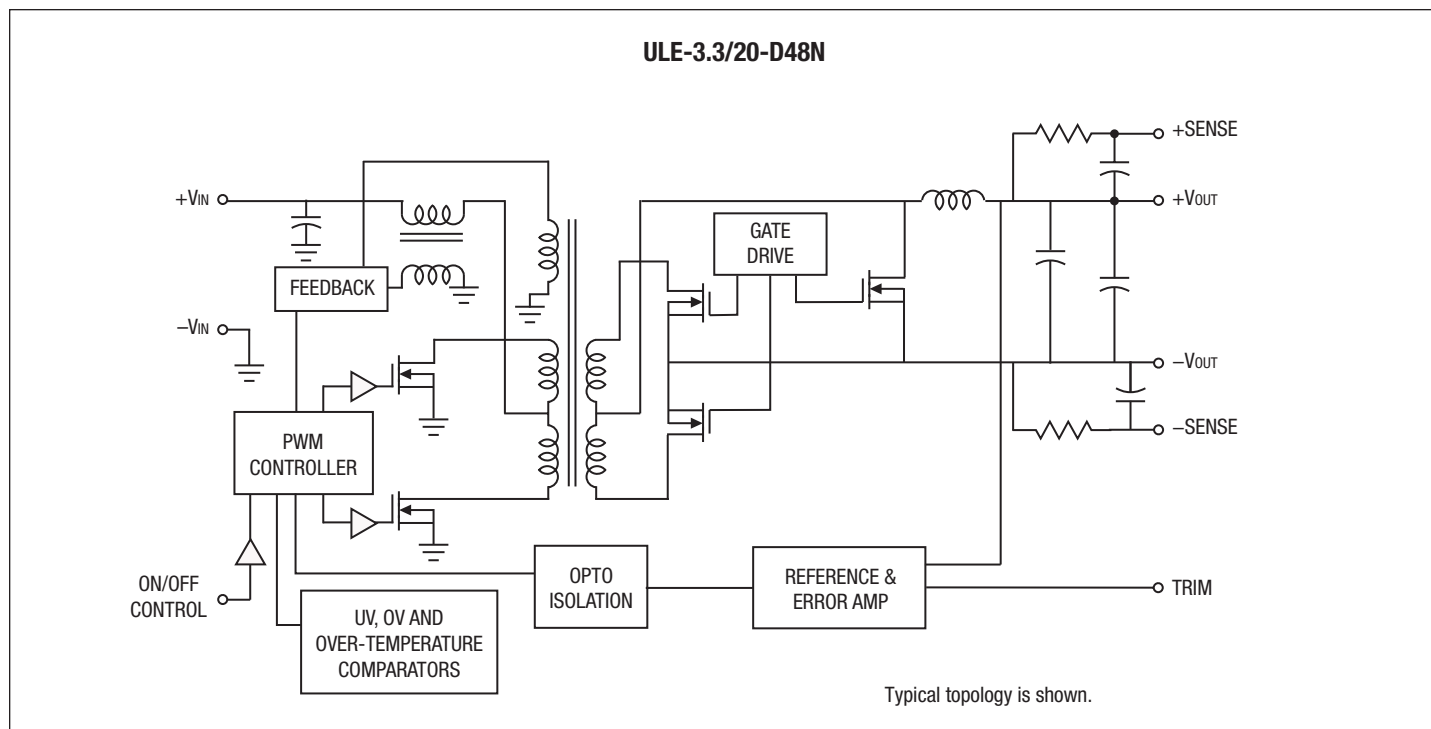 ULE-3.3/20-D48N
+SENSE
+VIN
+VOUT
GATE
DRIVE
FEEDBACK
−VIN
−VOUT
−SENSE
PWM
CONTROLLER
ON/OFF
CONTROL
OPTO
ISOLATION
REFERENCE &
ERROR AMP
TRIM
UV, OV AND
OVER-TEMPERATURE
COMPARATORS
Typical topology is shown.